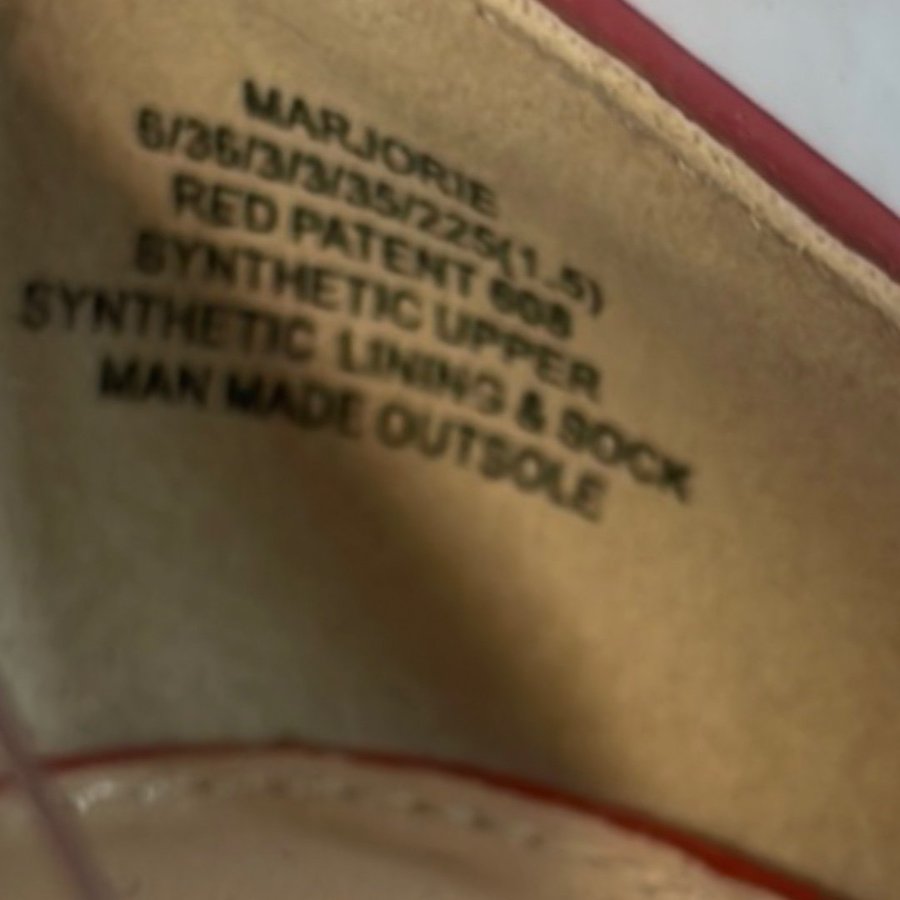 MARJORIE
6/36/3/3/35/225(1.5)
RED PATENT 608
SYNTHETIC UPPER
SYNTHETIC LINING & SOCK
MAN MADE OUTSOLE